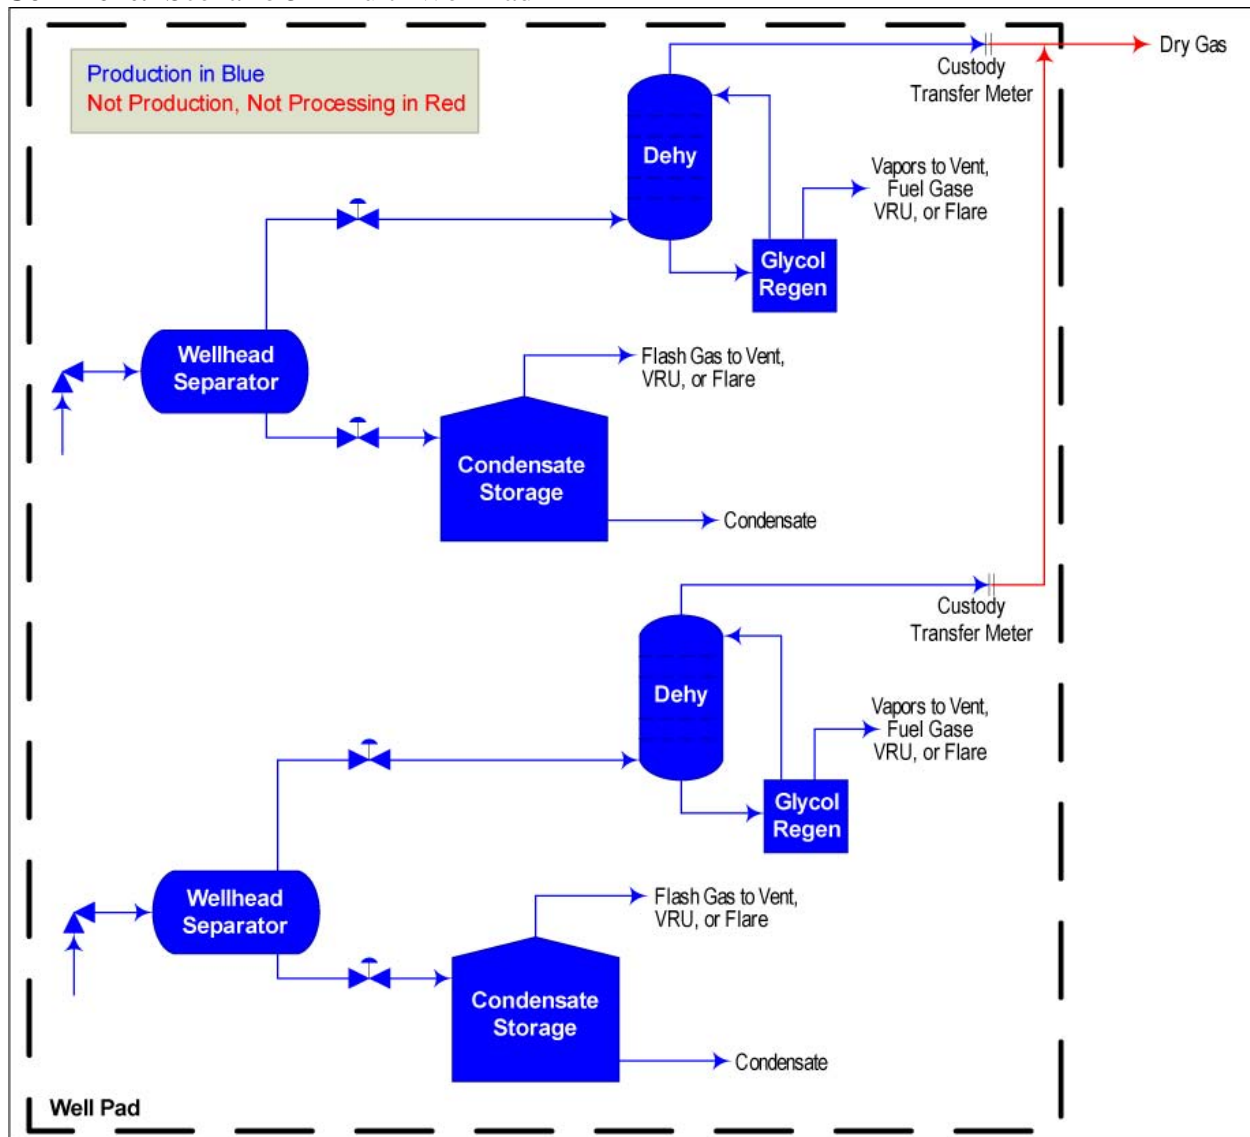 Production in Blue
Not Production, Not Processing in Red
Dry Gas
Custody
Transfer Meter
Dehy
Vapors to Vent,
Fuel Gase
VRU, or Flare
Glycol
Regen
Wellhead
Separator
Flash Gas to Vent,
VRU, or Flare
Condensate
Storage
Condensate
Custody
Transfer Meter
Dehy
Vapors to Vent,
Fuel Gase
VRU, or Flare
Glycol
Regen
Wellhead
Separator
Flash Gas to Vent,
VRU, or Flare
Condensate
Storage
Condensate
Well Pad